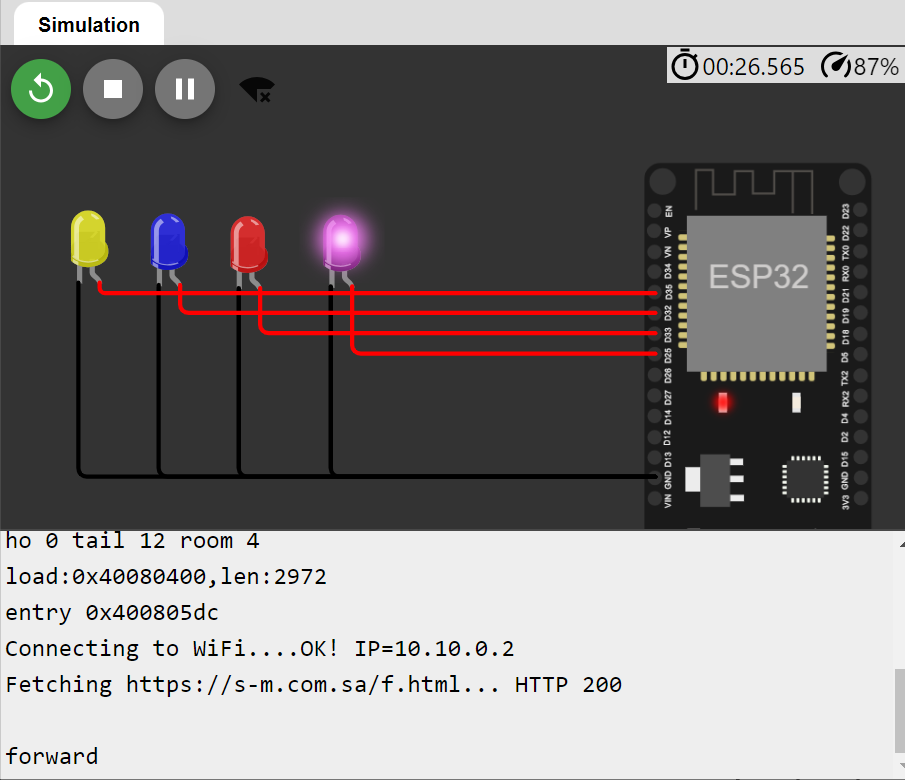 Simulation
00:26.565
87%
ESP32
EN
VP
VN
D34
D35
D32
D33
D25
D26
D27
D14
D12
D13
GND
VIN
D23
D22
TX0
RX0
D21
D19
D18
D5
TX2
RX2
D4
D2
D15
GND
3V3
ho 0 tail 12 room 4
load:0x40080400,len:2972
entry 0x400805dc
Connecting to WiFi....OK! IP=10.10.0.2
Fetching https://s-m.com.sa/f.html... HTTP 200
forward